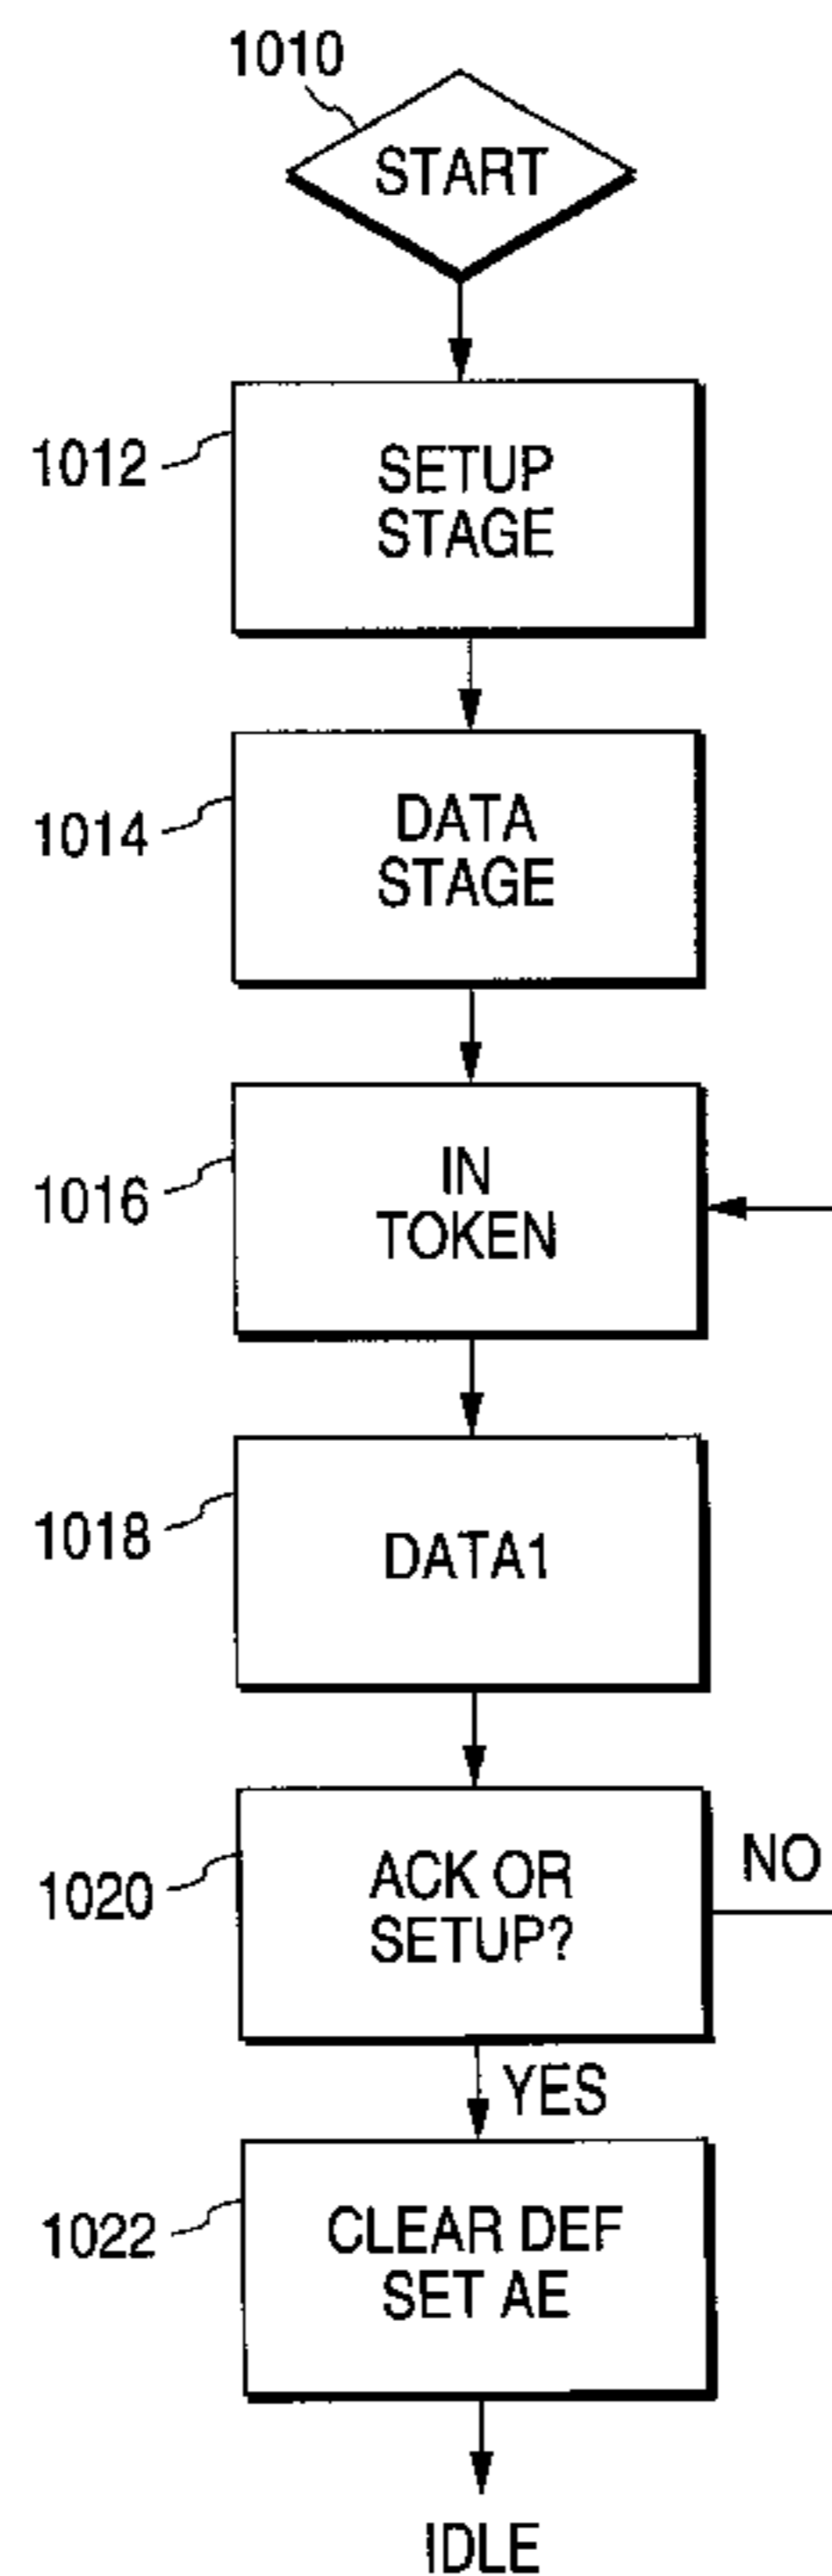 1010
START
1012
SETUP
STAGE
1014
DATA
STAGE
1016
IN
TOKEN
1018
DATA1
1020
ACK OR
SETUP?
NO
YES
1022
CLEAR DEF
SET AE
IDLE